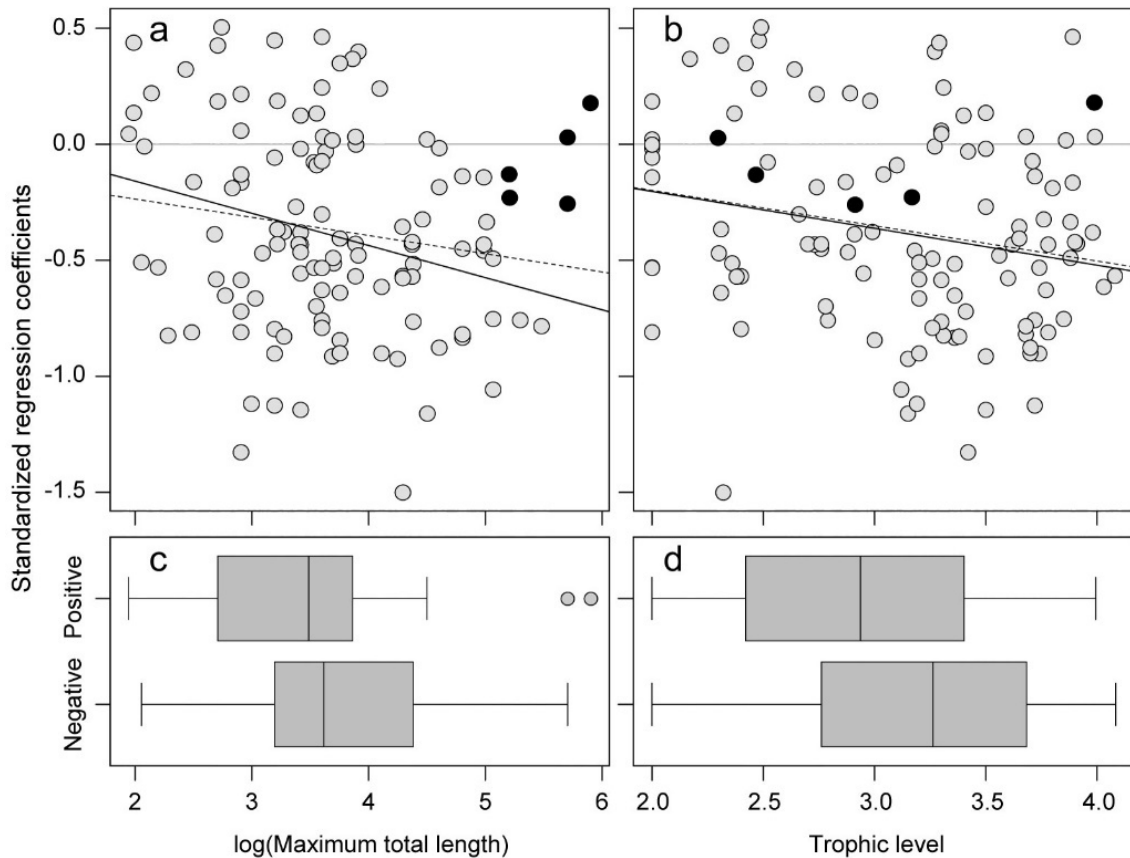 a
b
0.5
0.0
-0.5
-1.0
-1.5
Standardized regression coefficients
c
d
Positive
Negative
2 3 4 5 6
2.0 2.5 3.0 3.5 4.0
log(Maximum total length)
Trophic level